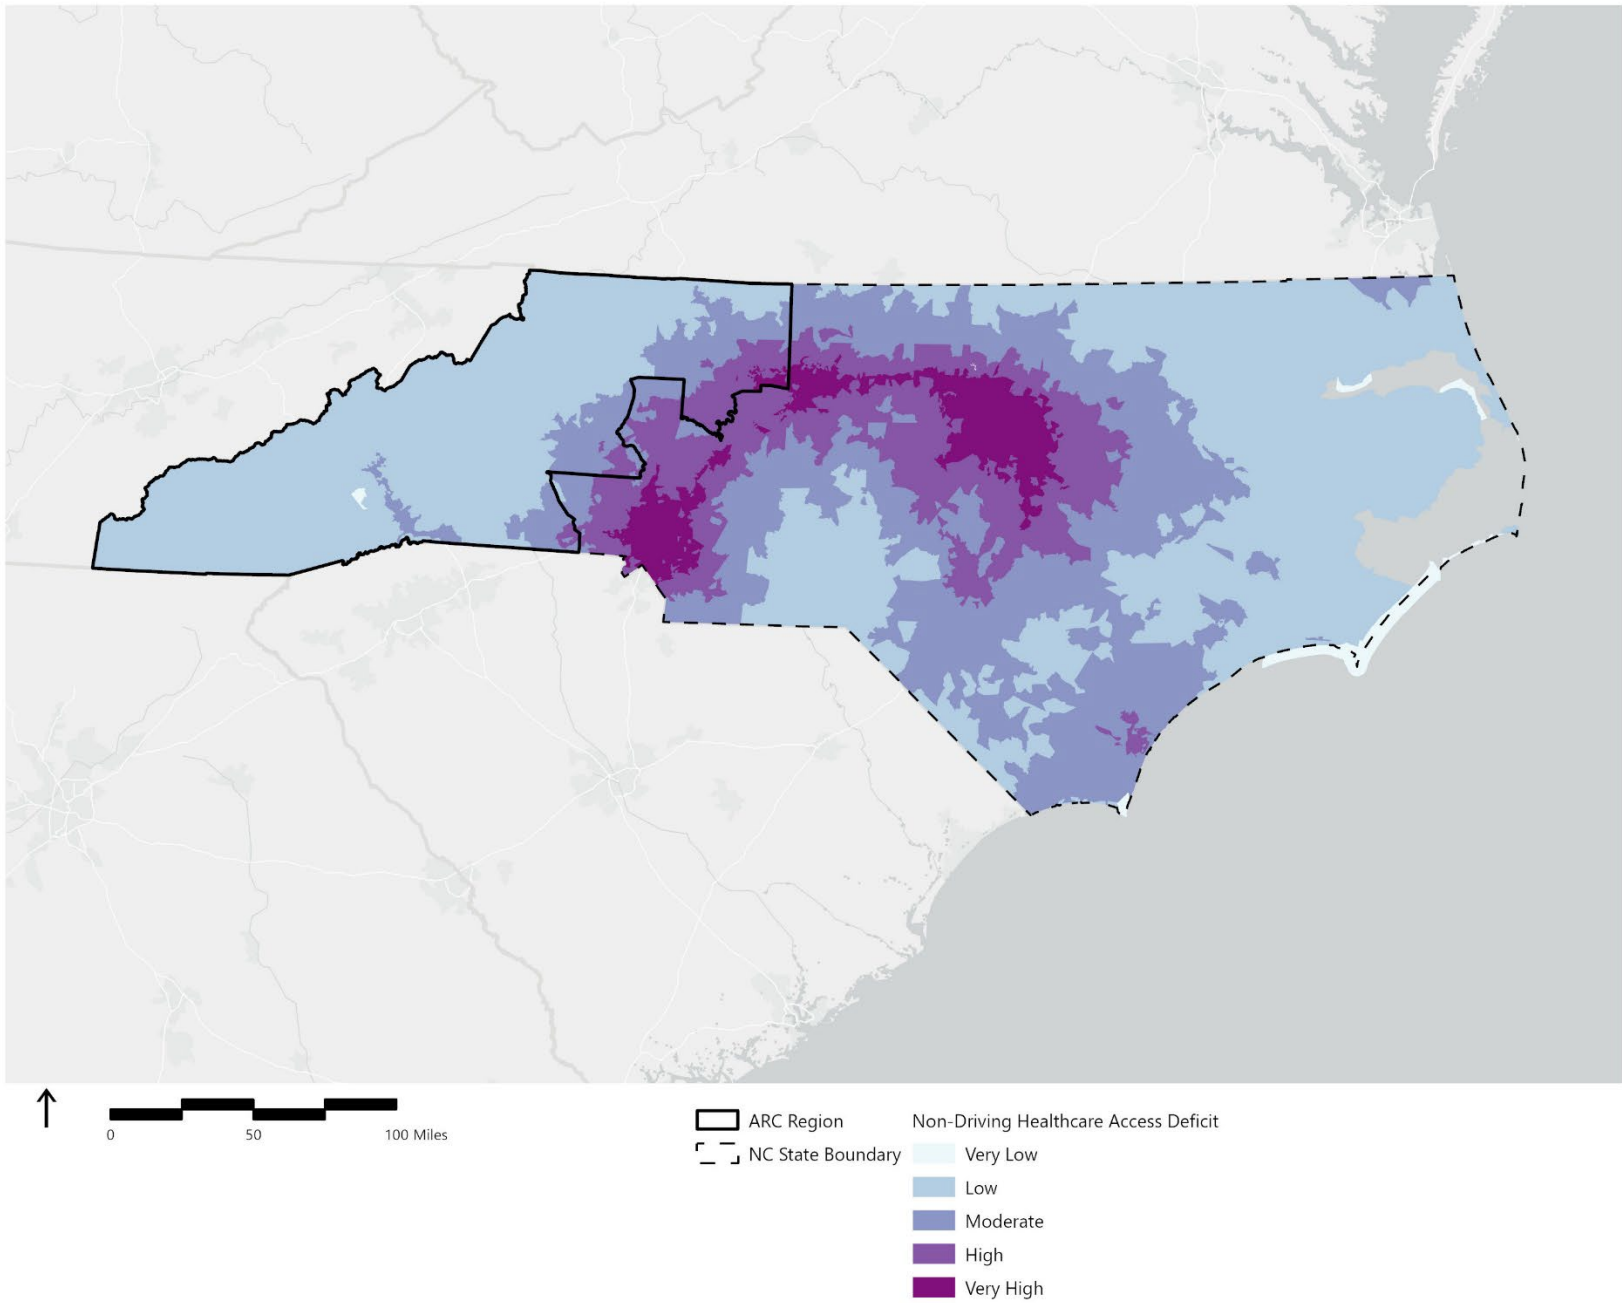 0 50 100 Miles
ARC Region
NC State Boundary
Non-Driving Healthcare Access Deficit
Very Low
Low
Moderate
High
Very High